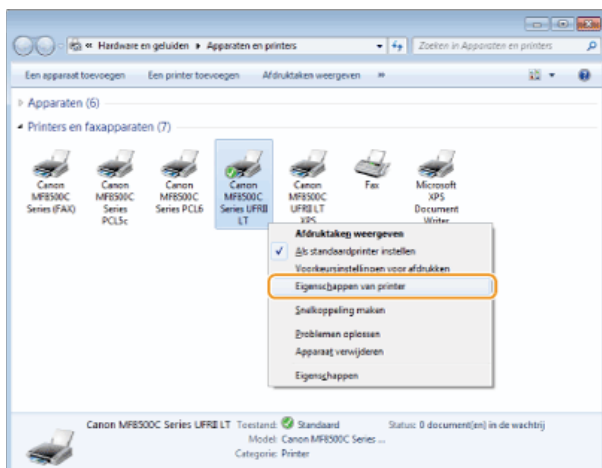 « Hardware en geluiden ▸ Apparaten en printers
Zoeken in Apparaten en printers
Een apparaat toevoegen Een printer toevoegen Afdruktaken weergeven »
Apparaten (6)
Printers en faxapparaten (7)
Canon MF8500C Series (FAX)
Canon MF8500C Series PCL5c
Canon MF8500C Series PCL6
Canon MF8500C Series UFRII LT
Canon MF8500C UFRII LT XPS
Fax
Microsoft XPS Document Writer
Afdruktaken weergeven
Als standaardprinter instellen
Voorkeursinstellingen voor afdrukken
Eigenschappen van printer
Snelkoppeling maken
Problemen oplossen
Apparaat verwijderen
Eigenschappen
Canon MF8500C Series UFRII LT Toestand: Standaard Status: 0 document(en) in de wachtrij
Model: Canon MF8500C Series ...
Categorie: Printer